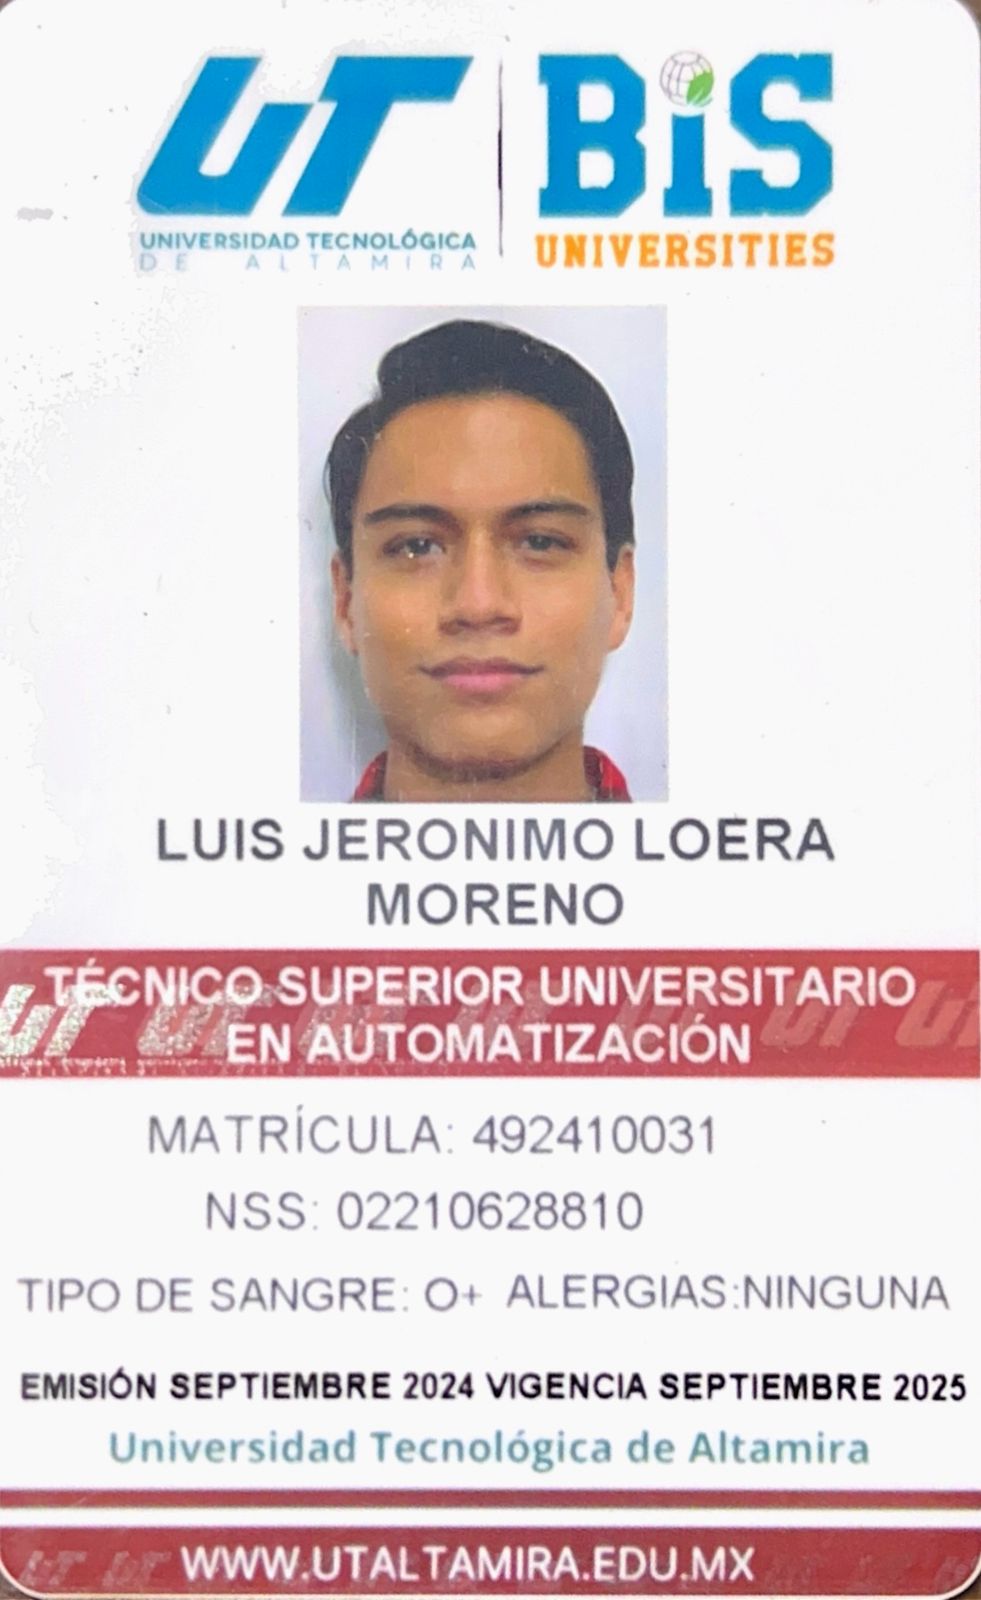 UT BiS
UNIVERSIDAD TECNOLÓGICA
DE ALTAMIRA
UNIVERSITIES
LUIS JERONIMO LOERA
MORENO
TÉCNICO SUPERIOR UNIVERSITARIO
EN AUTOMATIZACIÓN
MATRÍCULA: 492410031
NSS: 02210628810
TIPO DE SANGRE: O+ ALERGIAS:NINGUNA
EMISIÓN SEPTIEMBRE 2024 VIGENCIA SEPTIEMBRE 2025
Universidad Tecnológica de Altamira
WWW.UTALTAMIRA.EDU.MX